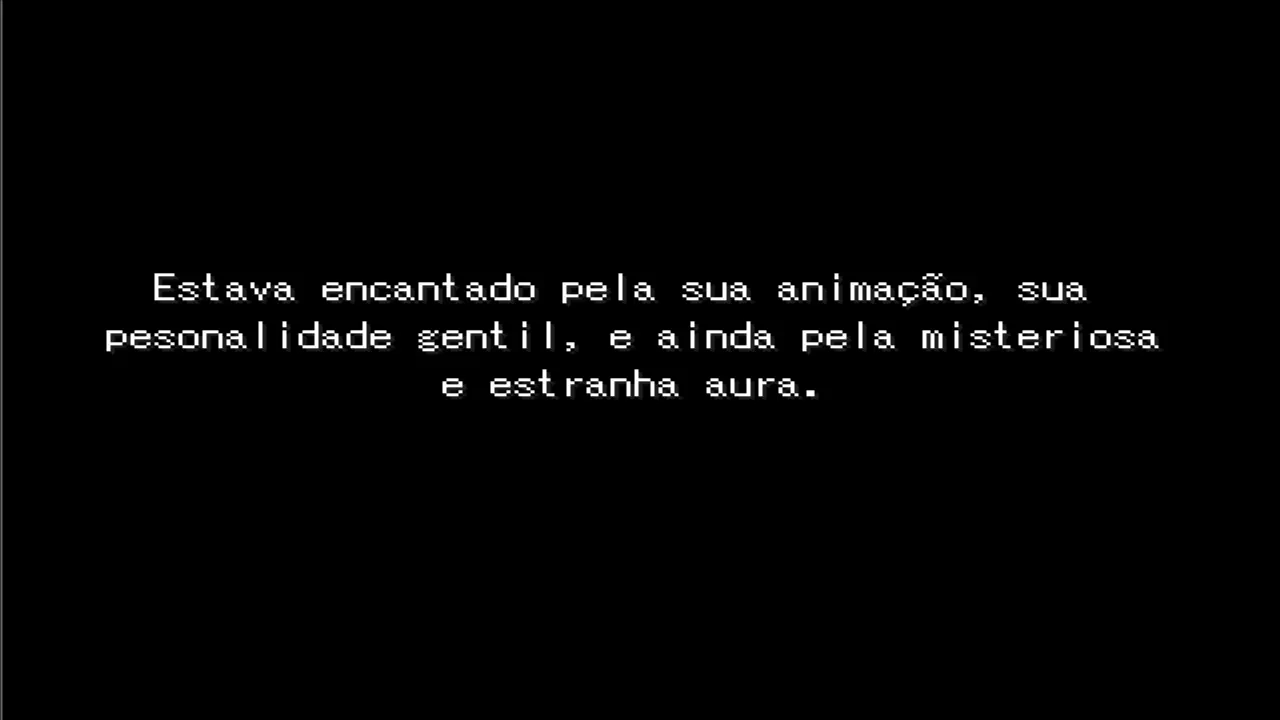 Estava encantado pela sua animação, sua
pesonalidade gentil, e ainda pela misteriosa
e estranha aura.